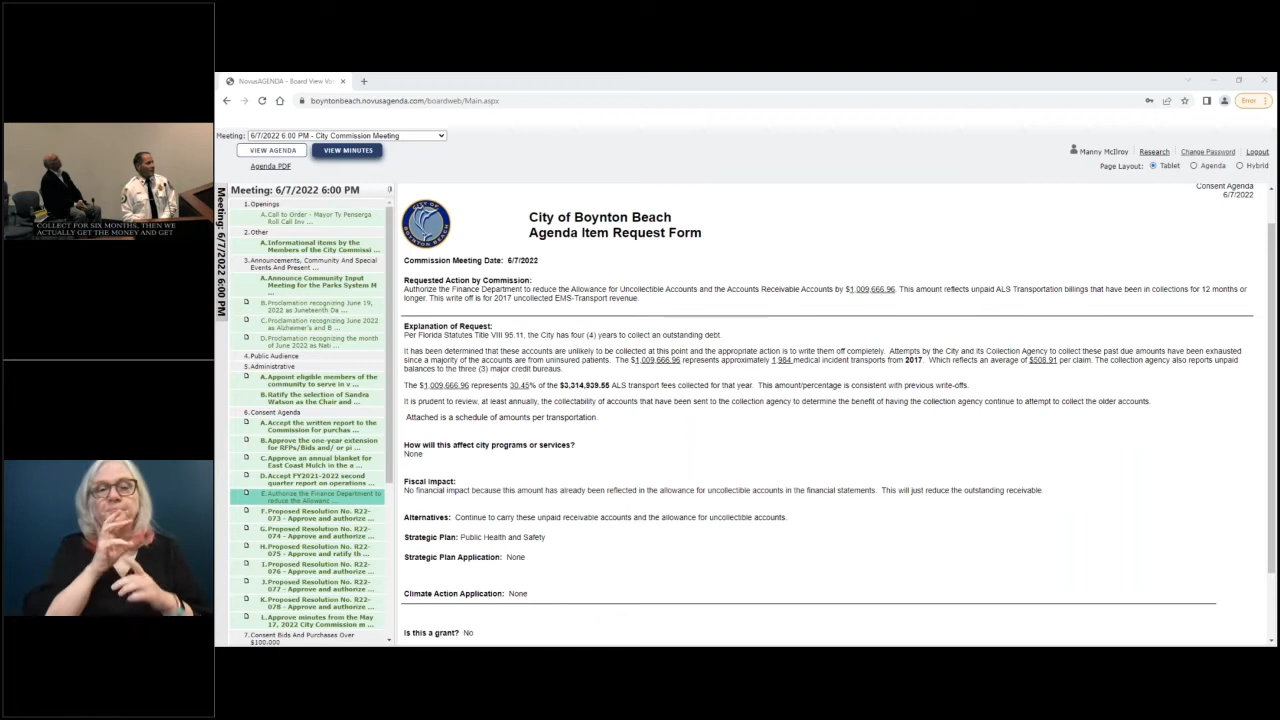 NovusAGENDA - Board View Vi
boyntonbeach.novusagenda.com/boardweb/Main.aspx
Error
Meeting: 6/7/2022 6:00 PM - City Commission Meeting
VIEW AGENDA
VIEW MINUTES
Agenda PDF
Manny McIlroy
Research
Change Password
Logout
Page Layout: Tablet Agenda Hybrid
Meeting: 6/7/2022 6:00 PM
Meeting: 6/7/2022 6:00 PM
1.Openings
A.Call to Order - Mayor Ty Penserga
Roll Call Inv ...
2.Other
A.Informational items by the
Members of the City Commissi ...
3.Announcements, Community And Special
Events And Present ...
A.Announce Community Input
Meeting for the Parks System M
...
B.Proclamation recognizing June 19,
2022 as Juneteenth Da ...
C.Proclamation recognizing June 2022
as Alzheimer's and B ...
D.Proclamation recognizing the month
of June 2022 as Nati ...
4.Public Audience
5.Administrative
A.Appoint eligible members of the
community to serve in v ...
B.Ratify the selection of Sandra
Watson as the Chair and ...
6.Consent Agenda
A.Accept the written report to the
Commission for purchas ...
B.Approve the one-year extension
for RFPs/Bids and/ or pi ...
C.Approve an annual blanket for
East Coast Mulch in the a ...
D.Accept FY2021-2022 second
quarter report on operations ...
E.Authorize the Finance Department to
reduce the Allowanc ...
F.Proposed Resolution No. R22-
073 - Approve and authorize ...
G.Proposed Resolution No. R22-
074 - Approve and authorize ...
H.Proposed Resolution No. R22-
075 - Approve and ratify th ...
I.Proposed Resolution No. R22-
076 - Approve and authorize ...
J.Proposed Resolution No. R22-
077 - Approve and authorize ...
K.Proposed Resolution No. R22-
078 - Approve and authorize ...
L.Approve minutes from the May
17, 2022 City Commission m ...
7.Consent Bids And Purchases Over
$100,000
Consent Agenda
6/7/2022
City of Boynton Beach
Agenda Item Request Form
Commission Meeting Date: 6/7/2022
Requested Action by Commission:
Authorize the Finance Department to reduce the Allowance for Uncollectible Accounts and the Accounts Receivable Accounts by $1,009,666.96. This amount reflects unpaid ALS Transportation billings that have been in collections for 12 months or
longer. This write off is for 2017 uncollected EMS-Transport revenue.
Explanation of Request:
Per Florida Statutes Title VIII 95.11, the City has four (4) years to collect an outstanding debt.
It has been determined that these accounts are unlikely to be collected at this point and the appropriate action is to write them off completely. Attempts by the City and its Collection Agency to collect these past due amounts have been exhausted
since a majority of the accounts are from uninsured patients. The $1,009,666.96 represents approximately 1,984 medical incident transports from 2017. Which reflects an average of $508.91 per claim. The collection agency also reports unpaid
balances to the three (3) major credit bureaus.
The $1,009,666.96 represents 30.45% of the $3,314,939.55 ALS transport fees collected for that year. This amount/percentage is consistent with previous write-offs.
It is prudent to review, at least annually, the collectability of accounts that have been sent to the collection agency to determine the benefit of having the collection agency continue to attempt to collect the older accounts.
Attached is a schedule of amounts per transportation.
How will this affect city programs or services?
None
Fiscal Impact:
No financial impact because this amount has already been reflected in the allowance for uncollectible accounts in the financial statements. This will just reduce the outstanding receivable.
Alternatives: Continue to carry these unpaid receivable accounts and the allowance for uncollectible accounts.
Strategic Plan: Public Health and Safety
Strategic Plan Application: None
Climate Action Application: None
Is this a grant? No
COLLECT FOR SIX MONTHS, THEN WE
ACTUALLY GET THE MONEY AND GET